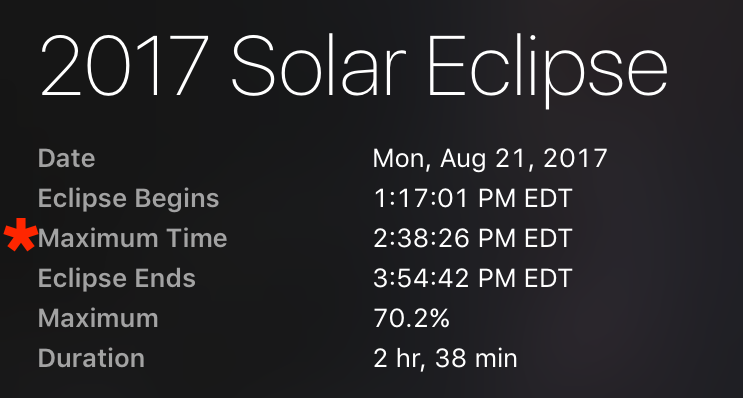 2017 Solar Eclipse
Date Mon, Aug 21, 2017
Eclipse Begins 1:17:01 PM EDT
*Maximum Time 2:38:26 PM EDT
Eclipse Ends 3:54:42 PM EDT
Maximum 70.2%
Duration 2 hr, 38 min